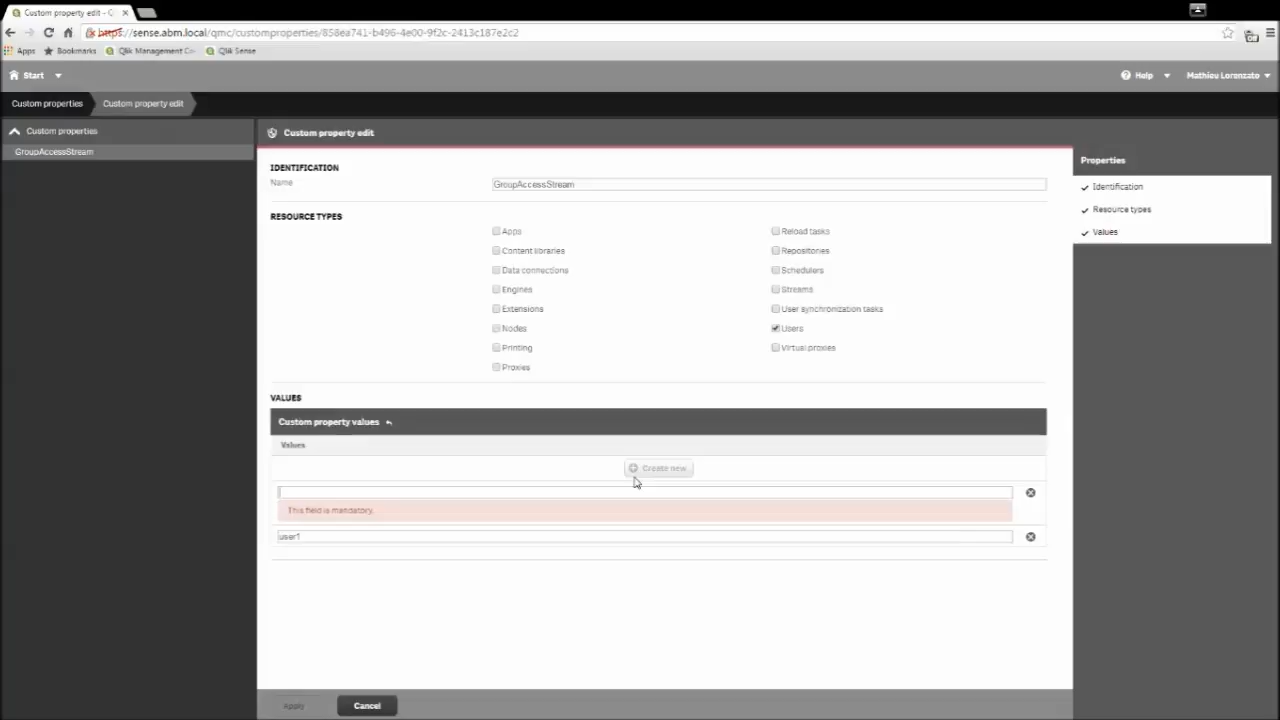 Custom property edit - Q
https://sense.abm.local/qmc/customproperties/858ea741-b496-4e00-9f2c-2413c187e2c2
Apps Bookmarks Qlik Management Co Qlik Sense
Start Help Mathieu Lorenzato
Custom properties Custom property edit
Custom properties
GroupAccessStream
Custom property edit
IDENTIFICATION
Name GroupAccessStream
RESOURCE TYPES
Apps Reload tasks
Content libraries Repositories
Data connections Schedulers
Engines Streams
Extensions User synchronization tasks
Nodes Users
Printing Virtual proxies
Proxies
VALUES
Custom property values
Values
Create new
This field is mandatory.
user1
Apply Cancel
Properties
Identification
Resource types
Values